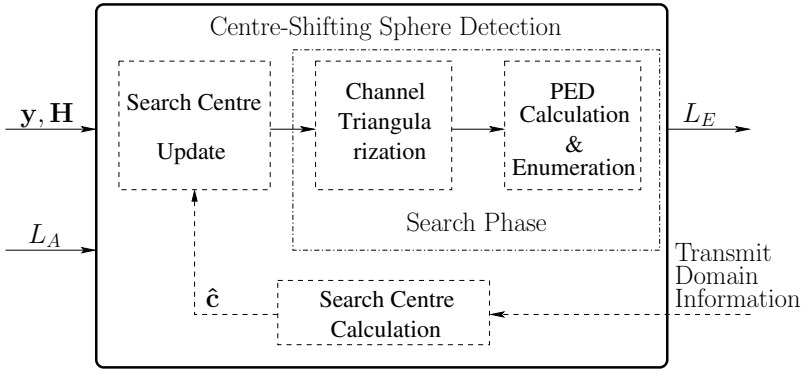 Centre-Shifting Sphere Detection
y, H
Search Centre
Update
Channel
Triangula
rization
PED
Calculation
&
Enumeration
L_E
Search Phase
L_A
Transmit
Domain
Information
ĉ
Search Centre
Calculation